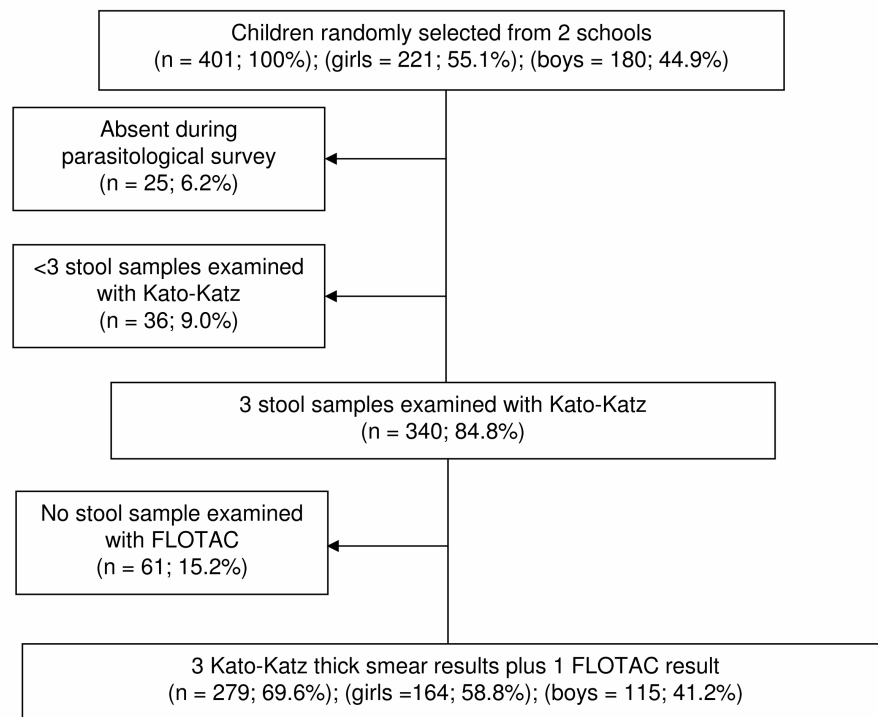 Children randomly selected from 2 schools
(n = 401; 100%); (girls = 221; 55.1%); (boys = 180; 44.9%)
Absent during
parasitological survey
(n = 25; 6.2%)
<3 stool samples examined
with Kato-Katz
(n = 36; 9.0%)
3 stool samples examined with Kato-Katz
(n = 340; 84.8%)
No stool sample examined
with FLOTAC
(n = 61; 15.2%)
3 Kato-Katz thick smear results plus 1 FLOTAC result
(n = 279; 69.6%); (girls =164; 58.8%); (boys = 115; 41.2%)